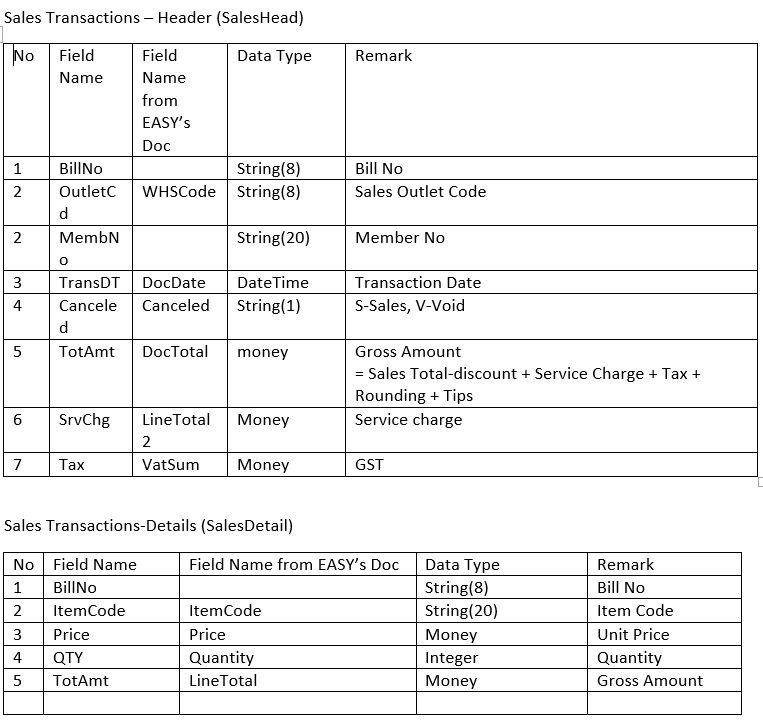 Sales Transactions – Header (SalesHead)
No Field Name Field Name from EASY's Doc Data Type Remark
1 BillNo String(8) Bill No
2 OutletCd WHSCode String(8) Sales Outlet Code
2 MembNo String(20) Member No
3 TransDT DocDate DateTime Transaction Date
4 Canceled Canceled String(1) S-Sales, V-Void
5 TotAmt DocTotal money Gross Amount
= Sales Total-discount + Service Charge + Tax +
Rounding + Tips
6 SrvChg LineTotal2 Money Service charge
7 Tax VatSum Money GST
Sales Transactions-Details (SalesDetail)
No Field Name Field Name from EASY's Doc Data Type Remark
1 BillNo String(8) Bill No
2 ItemCode ItemCode String(20) Item Code
3 Price Price Money Unit Price
4 QTY Quantity Integer Quantity
5 TotAmt LineTotal Money Gross Amount